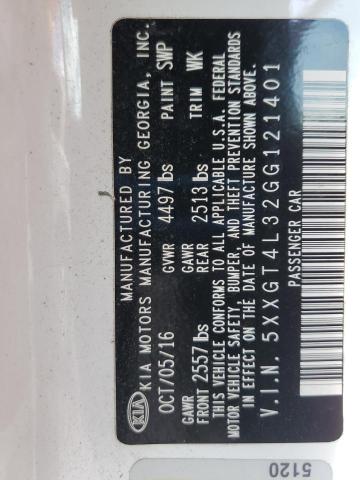 MANUFACTURED BY
KIA KIA MOTORS MANUFACTURING GEORGIA, INC.
OCT/05/16 GVWR 4497lbs PAINT SWP
GAWR GAWR
FRONT 2557lbs REAR 2513lbs TRIM WK
THIS VEHICLE CONFORMS TO ALL APPLICABLE U.S.A. FEDERAL
MOTOR VEHICLE SAFETY, BUMPER, AND THEFT PREVENTION STANDARDS
IN EFFECT ON THE DATE OF MANUFACTURE SHOWN ABOVE.
V.I.N. 5XXGT4L32GG121401
PASSENGER CAR
5120